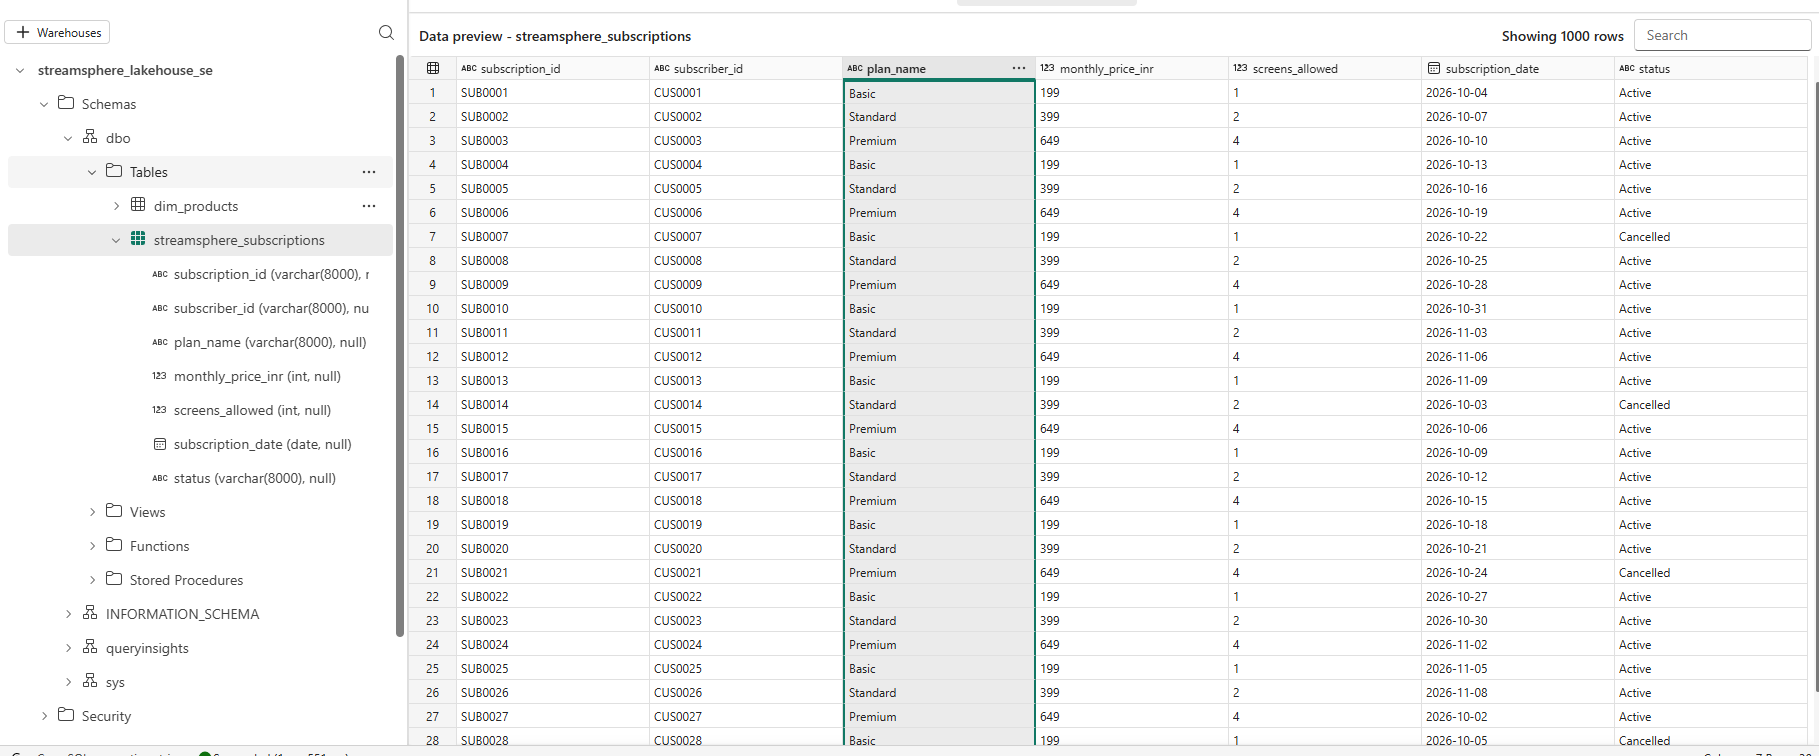 Warehouses
streamsphere_lakehouse_se
Schemas
dbo
Tables
dim_products
streamsphere_subscriptions
ABC subscription_id (varchar(8000), r
ABC subscriber_id (varchar(8000), nu
ABC plan_name (varchar(8000), null)
123 monthly_price_inr (int, null)
123 screens_allowed (int, null)
subscription_date (date, null)
ABC status (varchar(8000), null)
Views
Functions
Stored Procedures
INFORMATION_SCHEMA
queryinsights
sys
Security
Data preview - streamsphere_subscriptions Showing 1000 rows Search
ABC subscription_id ABC subscriber_id ABC plan_name ... 123 monthly_price_inr 123 screens_allowed subscription_date ABC status
1 SUB0001 CUS0001 Basic 199 1 2026-10-04 Active
2 SUB0002 CUS0002 Standard 399 2 2026-10-07 Active
3 SUB0003 CUS0003 Premium 649 4 2026-10-10 Active
4 SUB0004 CUS0004 Basic 199 1 2026-10-13 Active
5 SUB0005 CUS0005 Standard 399 2 2026-10-16 Active
6 SUB0006 CUS0006 Premium 649 4 2026-10-19 Active
7 SUB0007 CUS0007 Basic 199 1 2026-10-22 Cancelled
8 SUB0008 CUS0008 Standard 399 2 2026-10-25 Active
9 SUB0009 CUS0009 Premium 649 4 2026-10-28 Active
10 SUB0010 CUS0010 Basic 199 1 2026-10-31 Active
11 SUB0011 CUS0011 Standard 399 2 2026-11-03 Active
12 SUB0012 CUS0012 Premium 649 4 2026-11-06 Active
13 SUB0013 CUS0013 Basic 199 1 2026-11-09 Active
14 SUB0014 CUS0014 Standard 399 2 2026-10-03 Cancelled
15 SUB0015 CUS0015 Premium 649 4 2026-10-06 Active
16 SUB0016 CUS0016 Basic 199 1 2026-10-09 Active
17 SUB0017 CUS0017 Standard 399 2 2026-10-12 Active
18 SUB0018 CUS0018 Premium 649 4 2026-10-15 Active
19 SUB0019 CUS0019 Basic 199 1 2026-10-18 Active
20 SUB0020 CUS0020 Standard 399 2 2026-10-21 Active
21 SUB0021 CUS0021 Premium 649 4 2026-10-24 Cancelled
22 SUB0022 CUS0022 Basic 199 1 2026-10-27 Active
23 SUB0023 CUS0023 Standard 399 2 2026-10-30 Active
24 SUB0024 CUS0024 Premium 649 4 2026-11-02 Active
25 SUB0025 CUS0025 Basic 199 1 2026-11-05 Active
26 SUB0026 CUS0026 Standard 399 2 2026-11-08 Active
27 SUB0027 CUS0027 Premium 649 4 2026-10-02 Active
28 SUB0028 CUS0028 Basic 199 1 2026-10-05 Cancelled